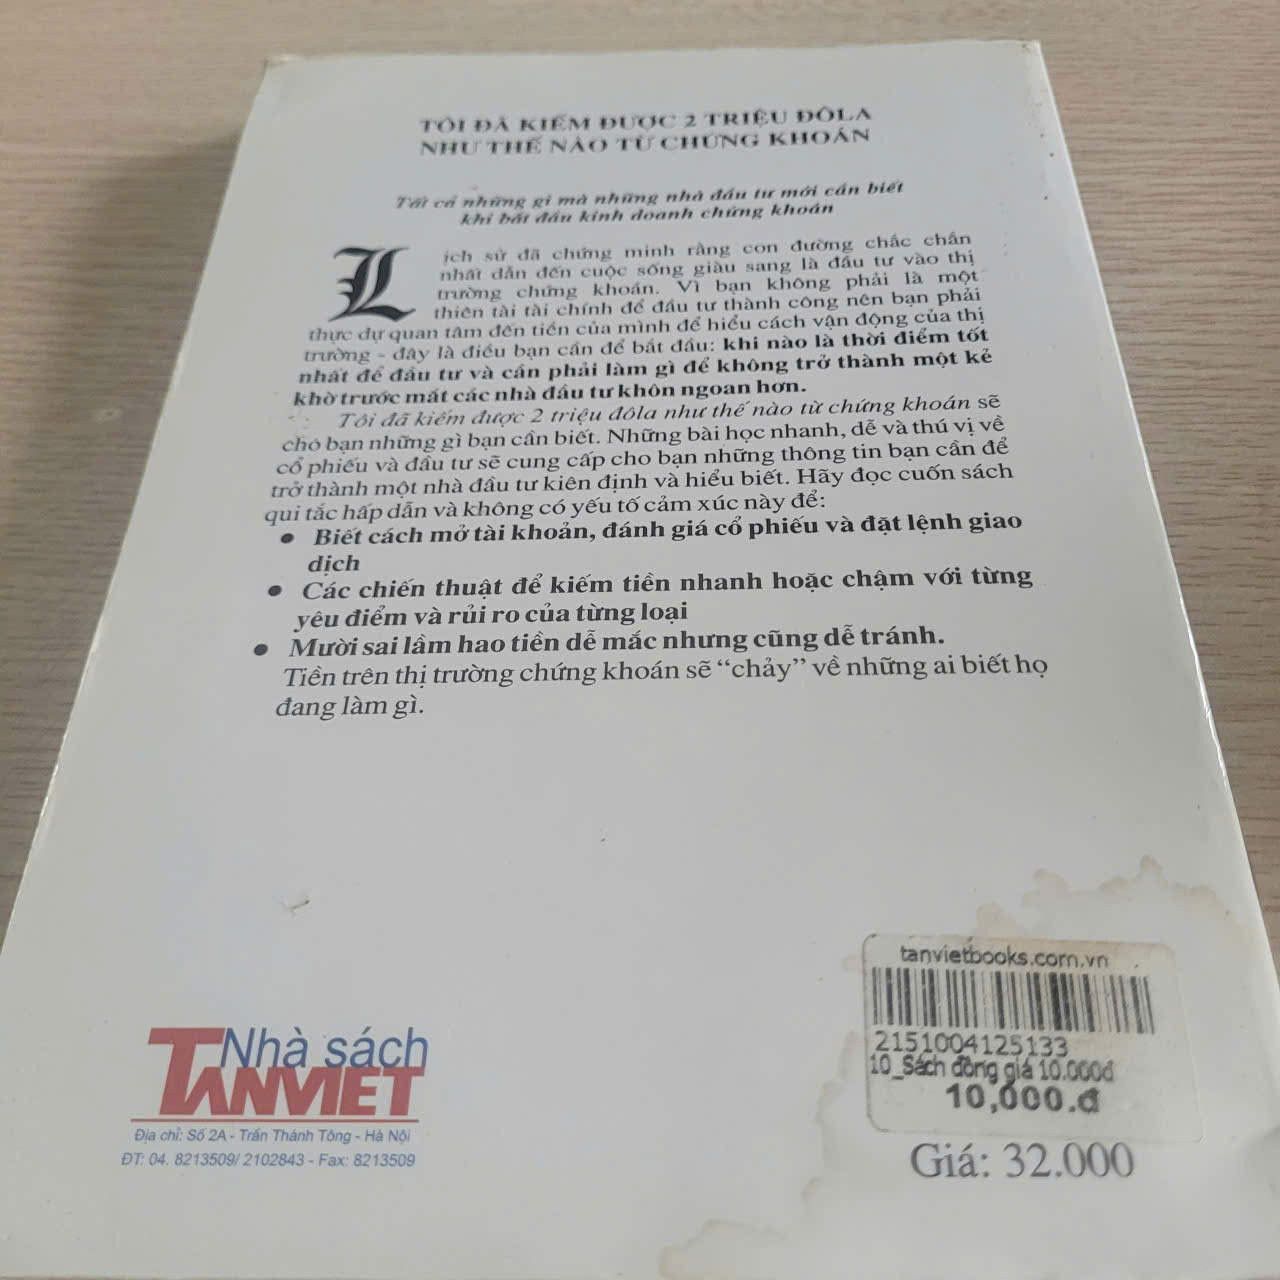 TÔI ĐÃ KIẾM ĐƯỢC 2 TRIỆU ĐÔLA
NHƯ THẾ NÀO TỪ CHỨNG KHOÁN
Tất cả những gì mà những nhà đầu tư mới cần biết
khi bắt đầu kinh doanh chứng khoán
Lịch sử đã chứng minh rằng con đường chắc chắn
nhất dẫn đến cuộc sống giàu sang là đầu tư vào thị
trường chứng khoán. Vì bạn không phải là một
thiên tài tài chính để đầu tư thành công nên bạn phải
thực dự quan tâm đến tiền của mình để hiểu cách vận động của thị
trường - đây là điều bạn cần để bắt đầu: khi nào là thời điểm tốt
nhất để đầu tư và cần phải làm gì để không trở thành một kẻ
khờ trước mắt các nhà đầu tư khôn ngoan hơn.
Tôi đã kiếm được 2 triệu đôla như thế nào từ chứng khoán sẽ
cho bạn những gì bạn cần biết. Những bài học nhanh, dễ và thú vị về
cổ phiếu và đầu tư sẽ cung cấp cho bạn những thông tin bạn cần để
trở thành một nhà đầu tư kiên định và hiểu biết. Hãy đọc cuốn sách
qui tắc hấp dẫn và không có yếu tố cảm xúc này để:
● Biết cách mở tài khoản, đánh giá cổ phiếu và đặt lệnh giao
dịch
● Các chiến thuật để kiếm tiền nhanh hoặc chậm với từng
yêu điểm và rủi ro của từng loại
● Mười sai lầm hao tiền dễ mắc nhưng cũng dễ tránh.
Tiền trên thị trường chứng khoán sẽ “chảy” về những ai biết họ
đang làm gì.
Nhà sách
TANVIET
Địa chỉ: Số 2A - Trần Thánh Tông - Hà Nội
ĐT: 04. 8213509/ 2102843 - Fax: 8213509
tanvietbooks.com.vn
2151004125133
10_Sách đồng giá 10.000đ
10,000.đ
Giá: 32.000